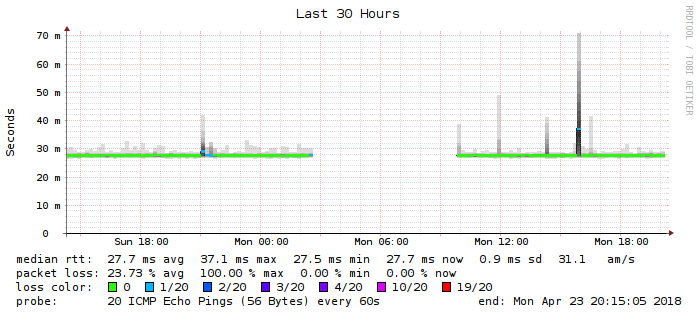 Last 30 Hours
RRDTOOL / TOBI OETIKER
Seconds
70 m
60 m
50 m
40 m
30 m
20 m
10 m
0
Sun 18:00 Mon 00:00 Mon 06:00 Mon 12:00 Mon 18:00
median rtt: 27.7 ms avg 37.1 ms max 27.5 ms min 27.7 ms now 0.9 ms sd 31.1 am/s
packet loss: 23.73 % avg 100.00 % max 0.00 % min 0.00 % now
loss color: 0 1/20 2/20 3/20 4/20 10/20 19/20
probe: 20 ICMP Echo Pings (56 Bytes) every 60s end: Mon Apr 23 20:15:05 2018